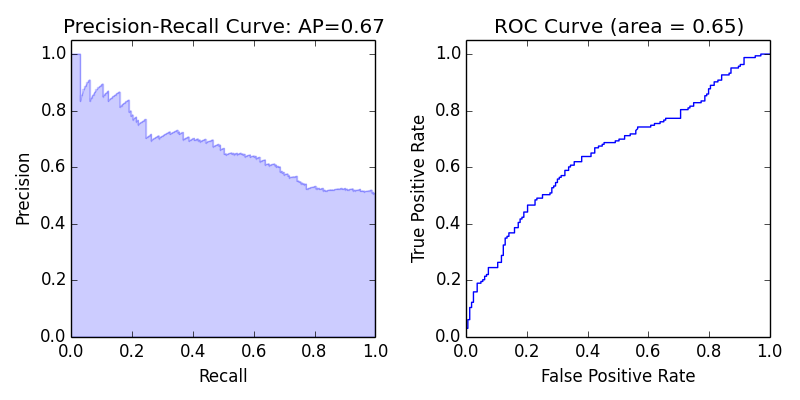 Precision-Recall Curve: AP=0.67
1.0
0.8
0.6
0.4
0.2
0.0
Precision
0.0 0.2 0.4 0.6 0.8 1.0
Recall
ROC Curve (area = 0.65)
1.0
0.8
0.6
0.4
0.2
0.0
True Positive Rate
0.0 0.2 0.4 0.6 0.8 1.0
False Positive Rate